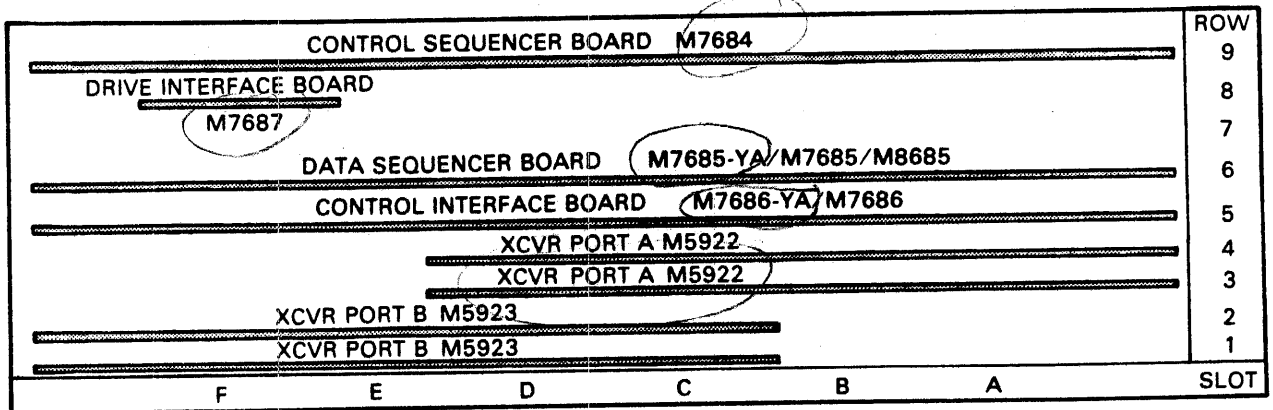 ROW
CONTROL SEQUENCER BOARD M7684
9
DRIVE INTERFACE BOARD
8
M7687
7
DATA SEQUENCER BOARD M7685-YA/M7685/M8685
6
CONTROL INTERFACE BOARD M7686-YA/M7686
5
XCVR PORT A M5922
4
XCVR PORT A M5922
3
XCVR PORT B M5923
2
XCVR PORT B M5923
1
F E D C B A SLOT